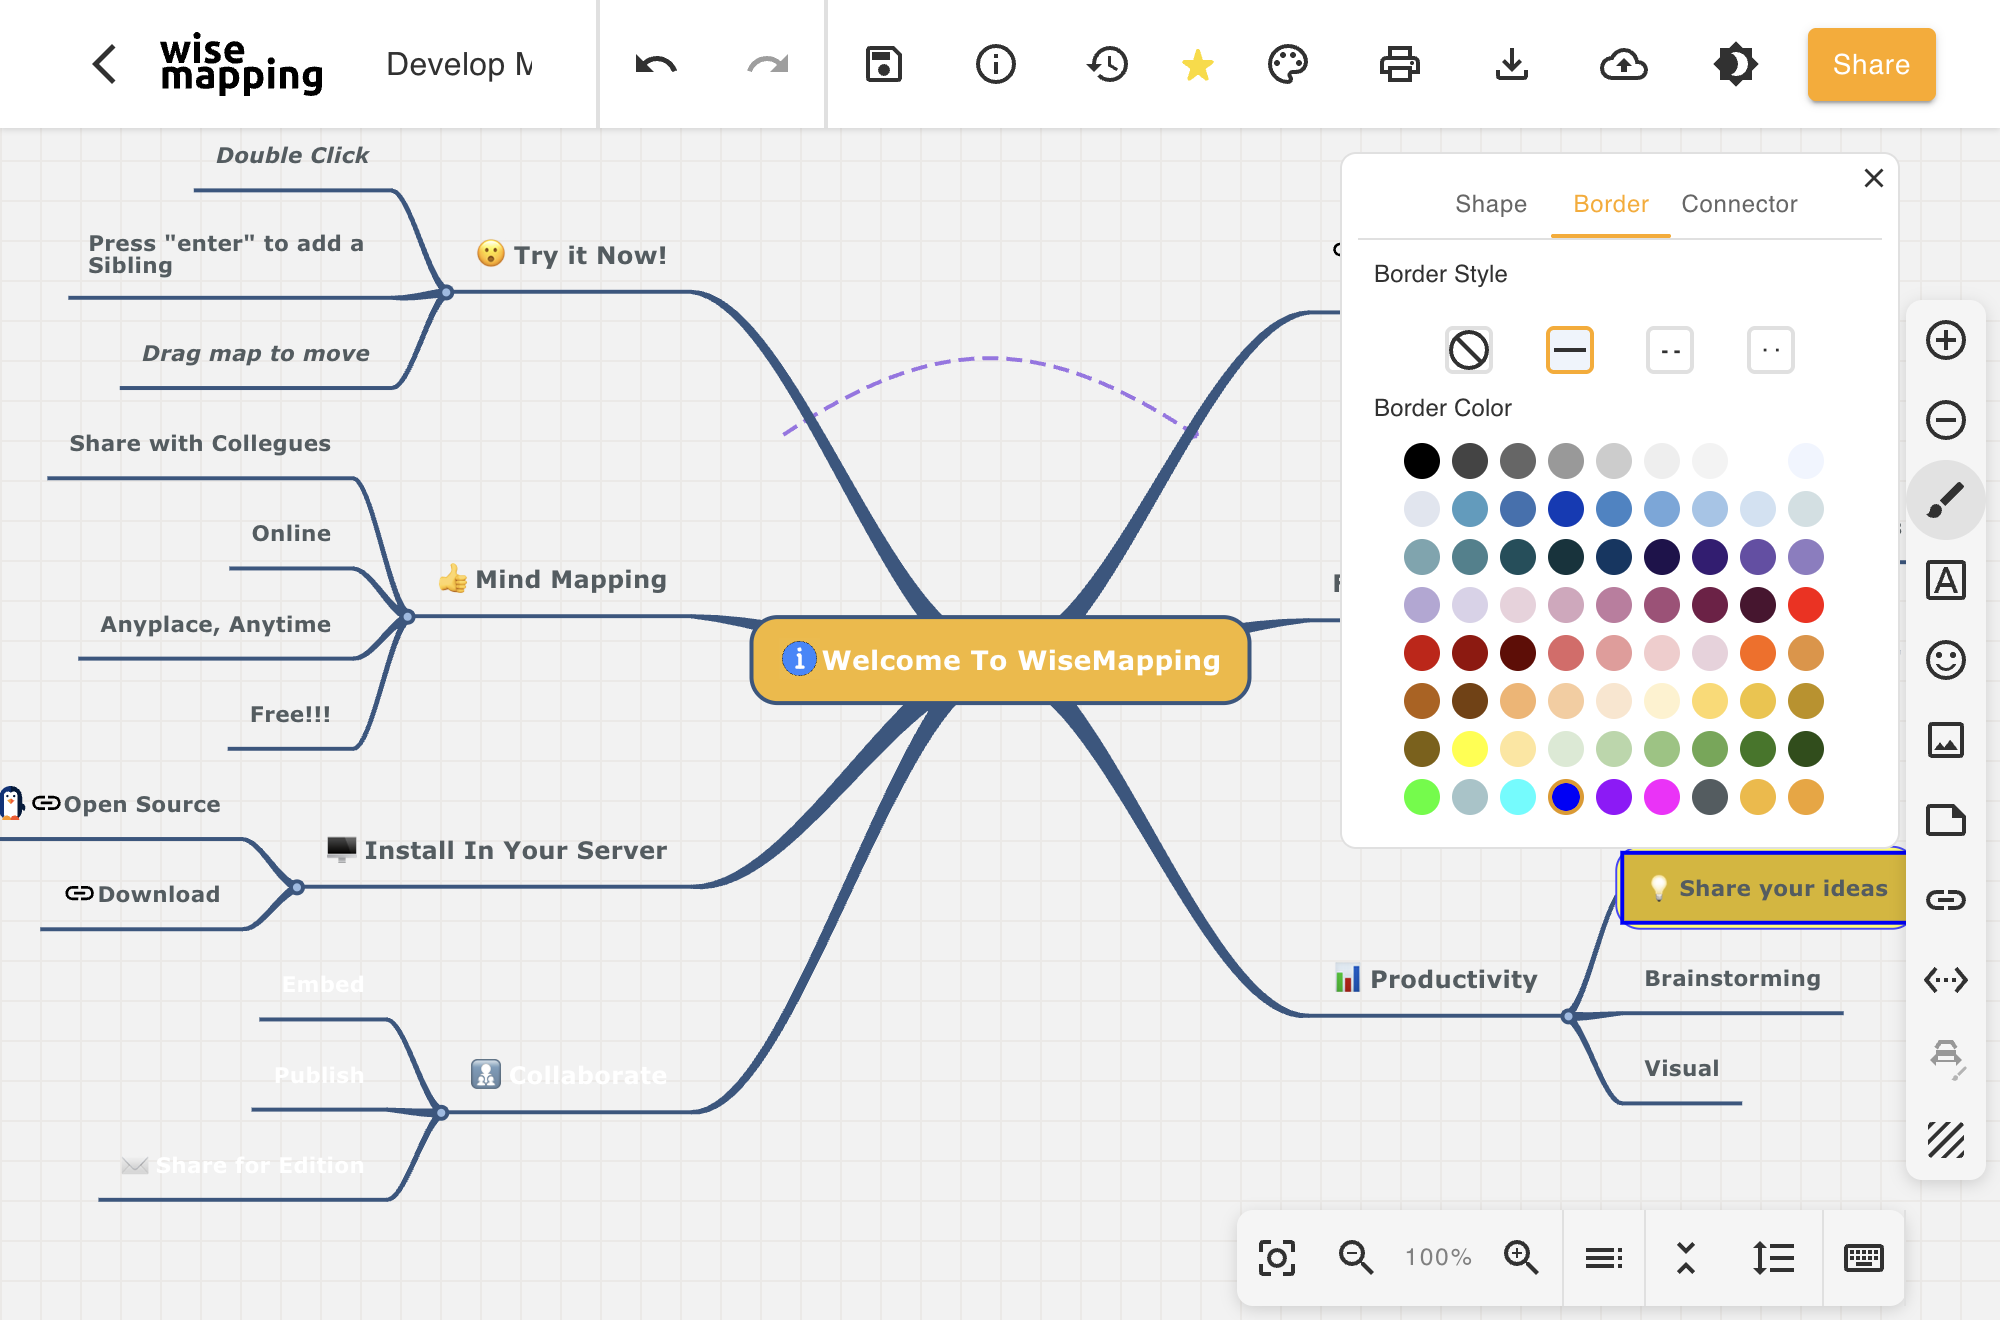 wise
mapping
Develop M
Share
Double Click
Press "enter" to add a
Sibling
Try it Now!
Drag map to move
Share with Collegues
Online
Mind Mapping
Anyplace, Anytime
Free!!!
Welcome To WiseMapping
Open Source
Install In Your Server
Download
Embed
Publish
Collaborate
Share for Edition
Shape
Border
Connector
Border Style
Border Color
Share your ideas
Productivity
Brainstorming
Visual
100%